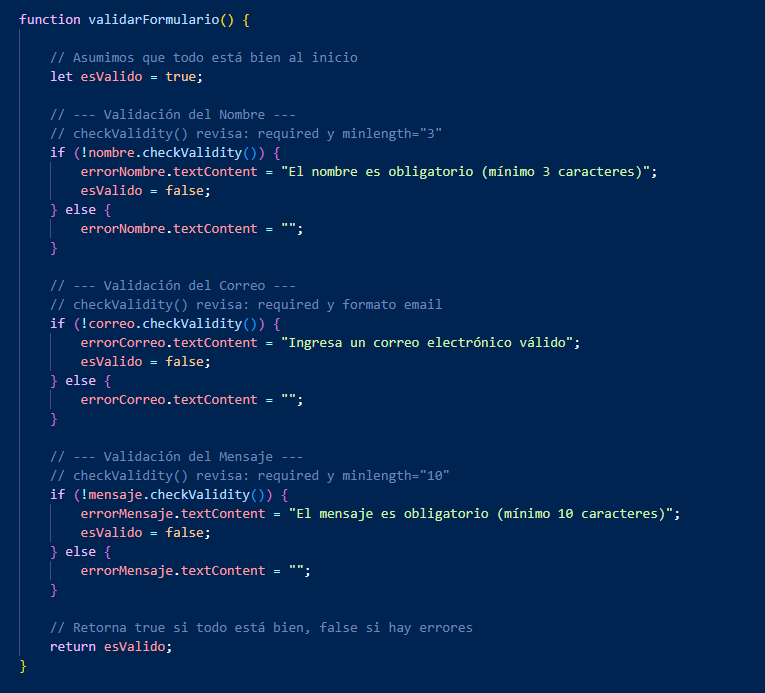 function validarFormulario() {
// Asumimos que todo está bien al inicio
let esValido = true;
// --- Validación del Nombre ---
// checkValidity() revisa: required y minlength="3"
if (!nombre.checkValidity()) {
errorNombre.textContent = "El nombre es obligatorio (mínimo 3 caracteres)";
esValido = false;
} else {
errorNombre.textContent = "";
}
// --- Validación del Correo ---
// checkValidity() revisa: required y formato email
if (!correo.checkValidity()) {
errorCorreo.textContent = "Ingresa un correo electrónico válido";
esValido = false;
} else {
errorCorreo.textContent = "";
}
// --- Validación del Mensaje ---
// checkValidity() revisa: required y minlength="10"
if (!mensaje.checkValidity()) {
errorMensaje.textContent = "El mensaje es obligatorio (mínimo 10 caracteres)";
esValido = false;
} else {
errorMensaje.textContent = "";
}
// Retorna true si todo está bien, false si hay errores
return esValido;
}